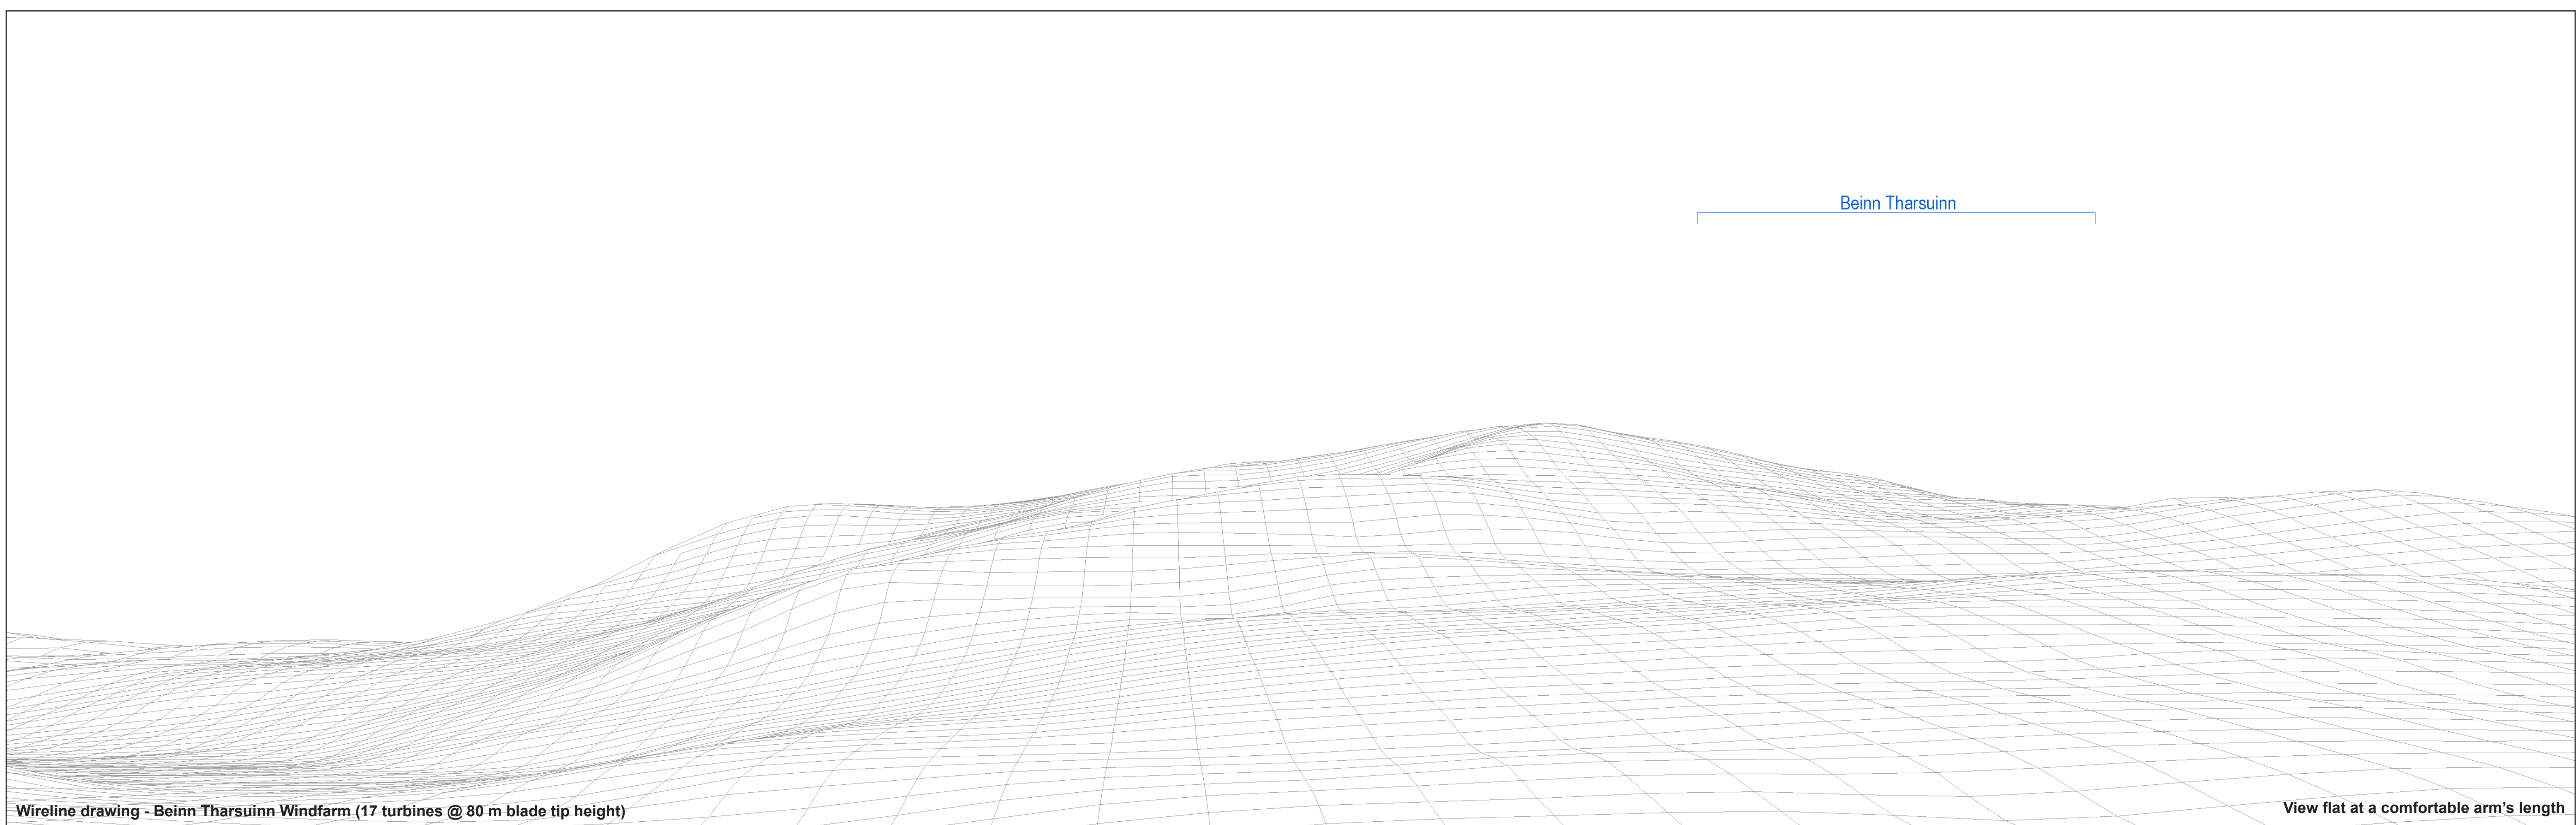 Beinn Tharsuinn
Wireline drawing - Beinn Tharsuinn Windfarm (17 turbines @ 80 m blade tip height)
View flat at a comfortable arm’s length